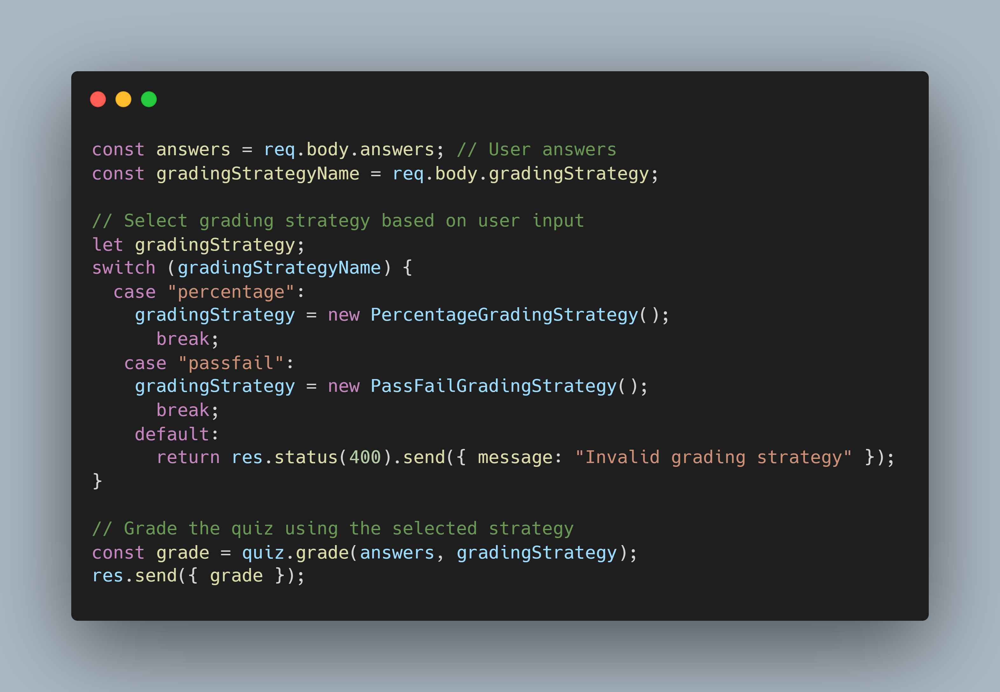 const answers = req.body.answers; // User answers
const gradingStrategyName = req.body.gradingStrategy;

// Select grading strategy based on user input
let gradingStrategy;
switch (gradingStrategyName) {
  case "percentage":
    gradingStrategy = new PercentageGradingStrategy();
      break;
   case "passfail":
    gradingStrategy = new PassFailGradingStrategy();
      break;
    default:
      return res.status(400).send({ message: "Invalid grading strategy" });
}

// Grade the quiz using the selected strategy
const grade = quiz.grade(answers, gradingStrategy);
res.send({ grade });